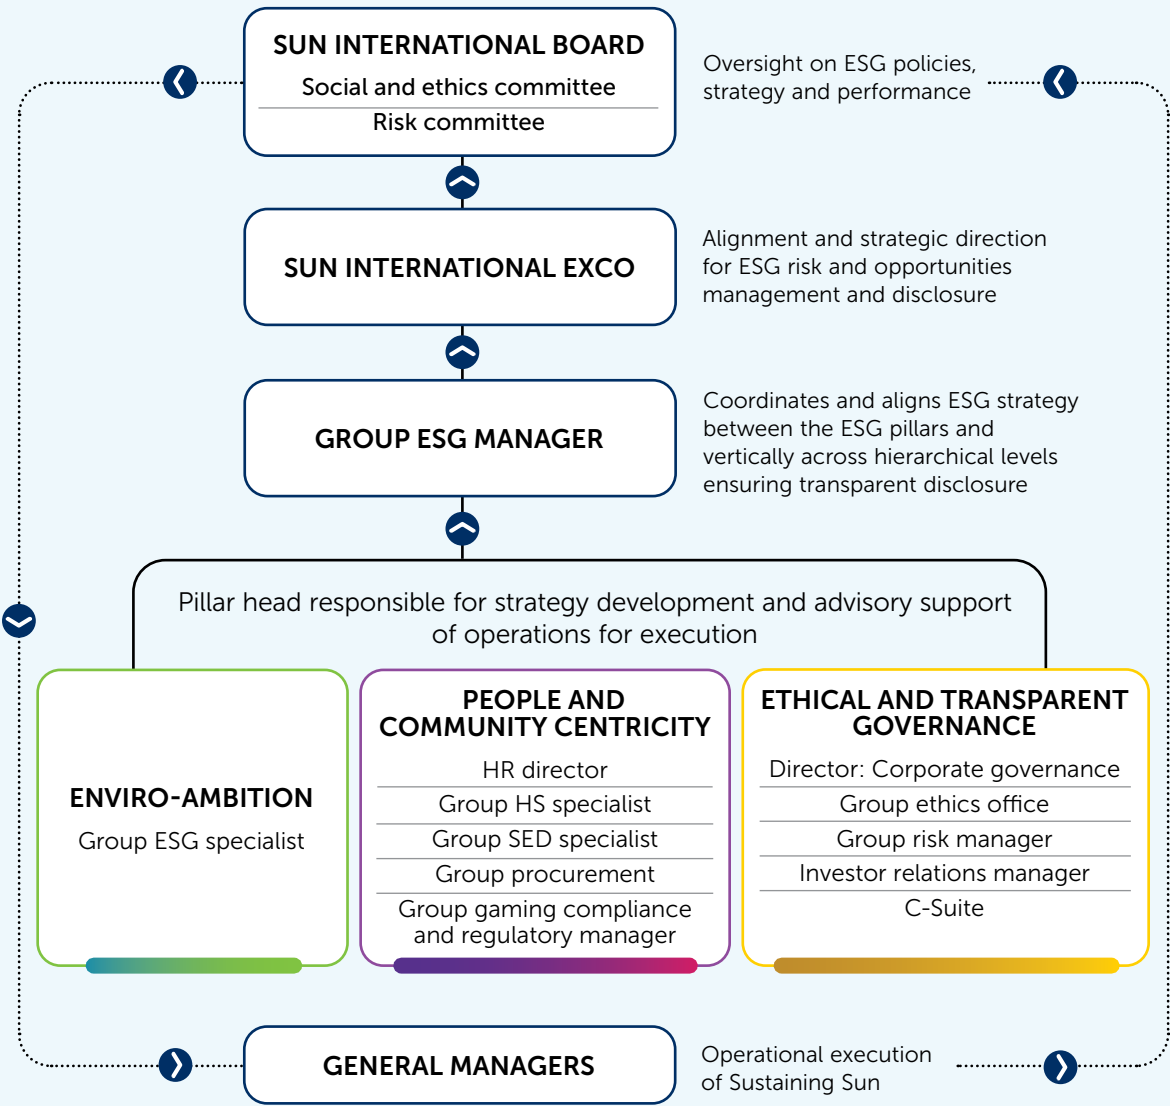 SUN INTERNATIONAL BOARD
Social and ethics committee
Risk committee
Oversight on ESG policies,
strategy and performance
SUN INTERNATIONAL EXCO
Alignment and strategic direction
for ESG risk and opportunities
management and disclosure
GROUP ESG MANAGER
Coordinates and aligns ESG strategy
between the ESG pillars and
vertically across hierarchical levels
ensuring transparent disclosure
Pillar head responsible for strategy development and advisory support
of operations for execution
ENVIRO-AMBITION
Group ESG specialist
PEOPLE AND
COMMUNITY CENTRICITY
HR director
Group HS specialist
Group SED specialist
Group procurement
Group gaming compliance
and regulatory manager
ETHICAL AND TRANSPARENT
GOVERNANCE
Director: Corporate governance
Group ethics office
Group risk manager
Investor relations manager
C-Suite
GENERAL MANAGERS
Operational execution
of Sustaining Sun